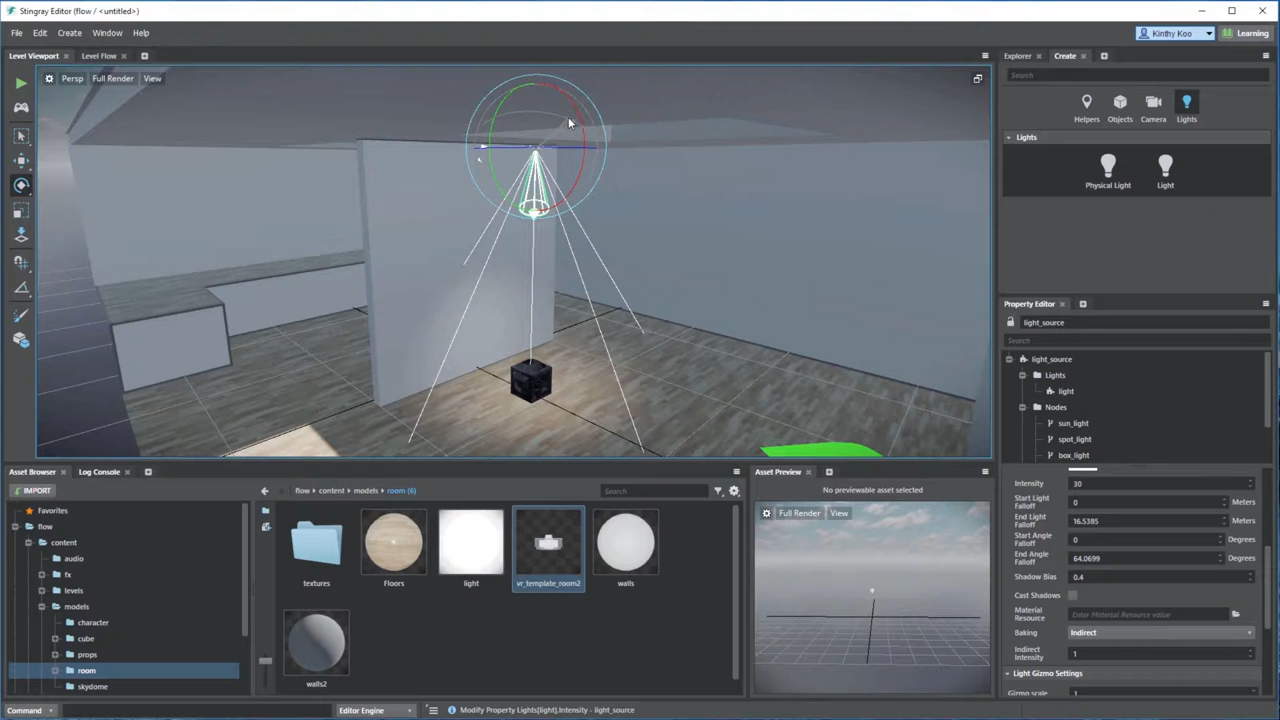 Stingray Editor (flow / <untitled>)
File Edit Create Window Help
Kinthy Koo
Learning
Level Viewport
Level Flow
Persp Full Render View
Explorer
Create
Search
Helpers Objects Camera Lights
Lights
Physical Light Light
Property Editor
light_source
Search
light_source
Lights
light
Nodes
sun_light
spot_light
box_light
Intensity 30
Start Light Falloff 0 Meters
End Light Falloff 16.5385 Meters
Start Angle Falloff 0 Degrees
End Angle Falloff 64.0699 Degrees
Shadow Bias 0.4
Cast Shadows
Material Resource Enter Material Resource value
Baking Indirect
Indirect Intensity 1
Light Gizmo Settings
Gizmo scale 1
Asset Browser
Log Console
IMPORT
flow content models room (6)
Search
Favorites
flow
content
audio
fx
levels
models
character
cube
props
room
skydome
textures Floors light vr_template_room2 walls
walls2
Asset Preview
No previewable asset selected
Full Render View
Command
Editor Engine
Modify Property Lights[light].Intensity - light_source